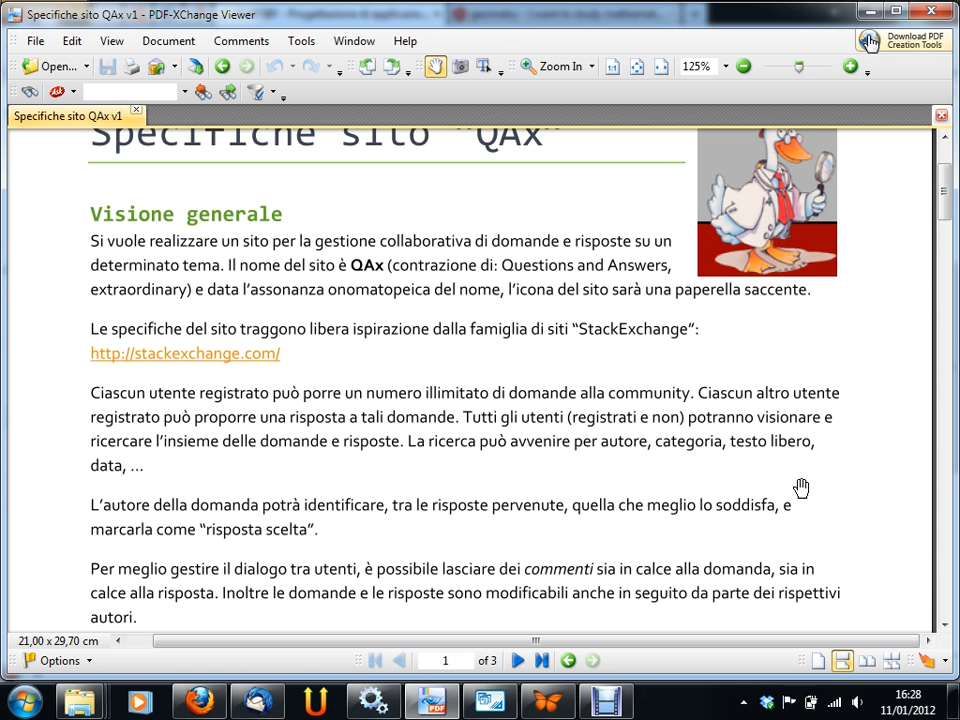 Specifiche sito QAx v1 - PDF-XChange Viewer
File Edit View Document Comments Tools Window Help
Download PDF
Creation Tools
Open... Zoom In 125%
Specifiche sito QAx v1
Specifiche sito "QAx"
Visione generale
Si vuole realizzare un sito per la gestione collaborativa di domande e risposte su un
determinato tema. Il nome del sito è QAx (contrazione di: Questions and Answers,
extraordinary) e data l'assonanza onomatopeica del nome, l'icona del sito sarà una paperella saccente.
Le specifiche del sito traggono libera ispirazione dalla famiglia di siti “StackExchange”:
http://stackexchange.com/
Ciascun utente registrato può porre un numero illimitato di domande alla community. Ciascun altro utente
registrato può proporre una risposta a tali domande. Tutti gli utenti (registrati e non) potranno visionare e
ricercare l'insieme delle domande e risposte. La ricerca può avvenire per autore, categoria, testo libero,
data, ...
L'autore della domanda potrà identificare, tra le risposte pervenute, quella che meglio lo soddisfa, e
marcarla come “risposta scelta”.
Per meglio gestire il dialogo tra utenti, è possibile lasciare dei commenti sia in calce alla domanda, sia in
calce alla risposta. Inoltre le domande e le risposte sono modificabili anche in seguito da parte dei rispettivi
autori.
21,00 x 29,70 cm
Options 1 of 3
16:28
11/01/2012